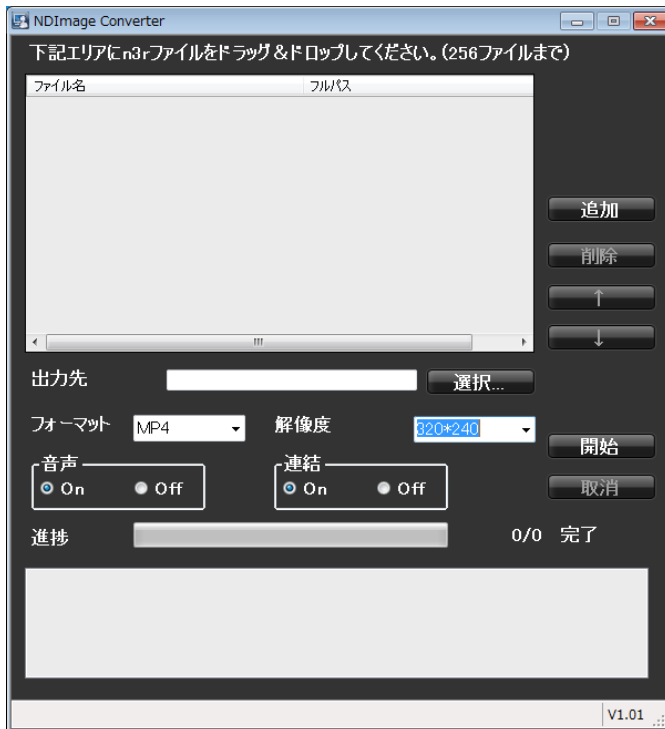 NDImage Converter
下記エリアにn3rファイルをドラッグ&ドロップしてください。(256ファイルまで)
ファイル名 フルパス
追加
削除
↑
↓
出力先 選択...
フォーマット MP4 解像度 320*240
開始
音声 連結
On Off On Off
取消
進捗 0/0 完了
V1.01